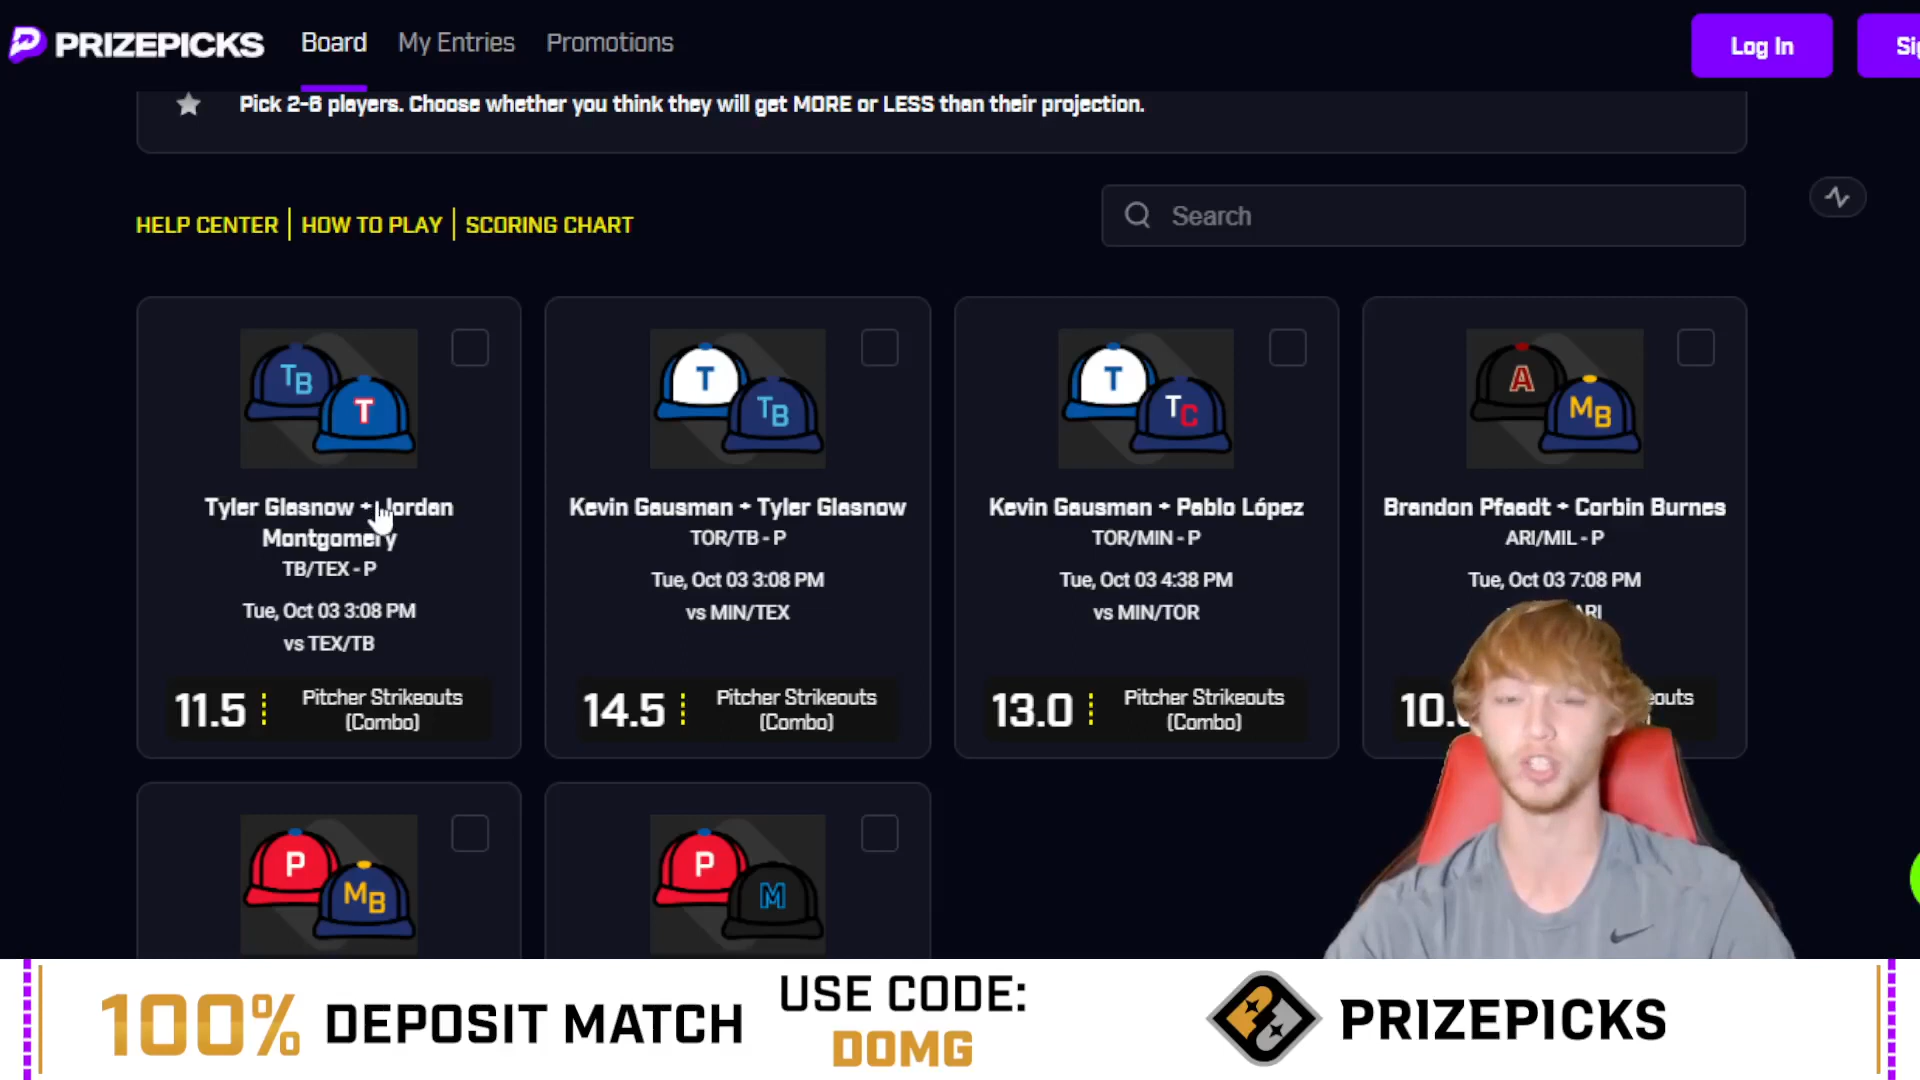 PRIZEPICKS Board My Entries Promotions Log In
Pick 2-6 players. Choose whether you think they will get MORE or LESS than their projection.
HELP CENTER HOW TO PLAY SCORING CHART Search
TB T
T TB
T TC
A MB
Tyler Glasnow + Jordan Montgomery
TB/TEX - P
Tue, Oct 03 3:08 PM
vs TEX/TB
11.5 Pitcher Strikeouts (Combo)
Kevin Gausman + Tyler Glasnow
TOR/TB - P
Tue, Oct 03 3:08 PM
vs MIN/TEX
14.5 Pitcher Strikeouts (Combo)
Kevin Gausman + Pablo López
TOR/MIN - P
Tue, Oct 03 4:38 PM
vs MIN/TOR
13.0 Pitcher Strikeouts (Combo)
Brandon Pfaadt + Corbin Burnes
ARI/MIL - P
Tue, Oct 03 7:08 PM
P MB
P M
100% DEPOSIT MATCH
USE CODE:
DOMG
PRIZEPICKS